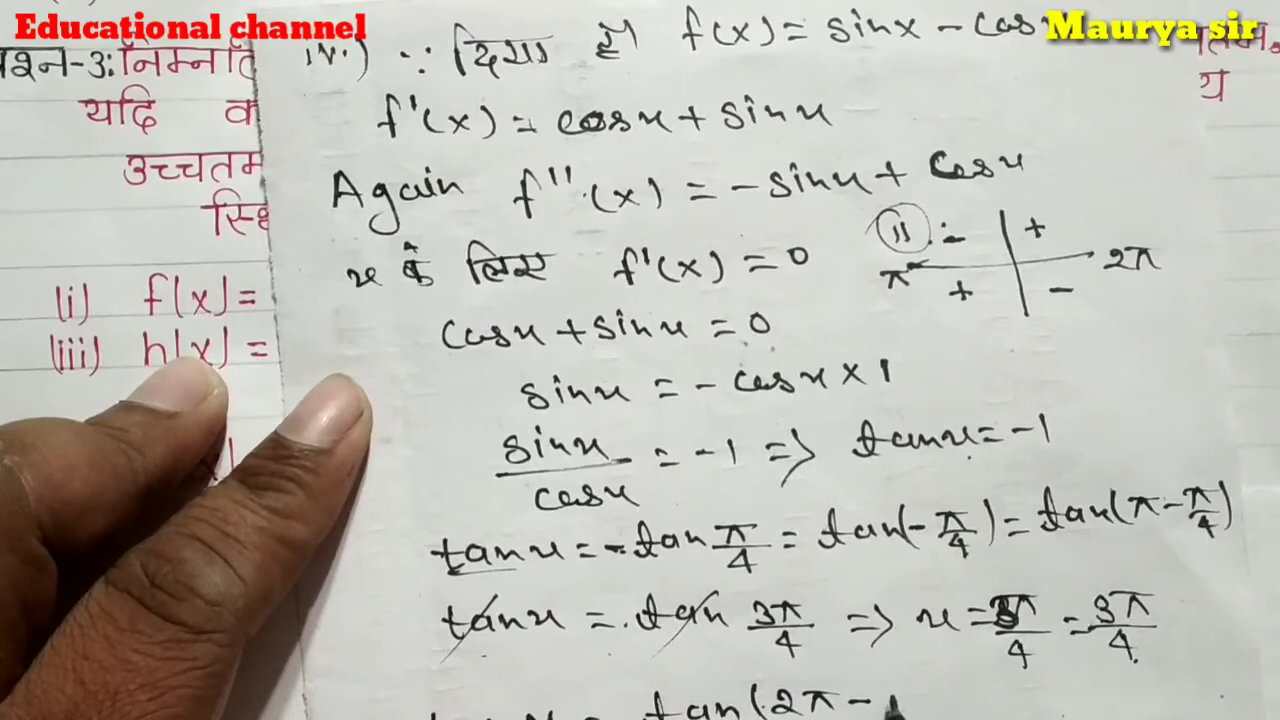 Educational channel
Maurya sir
प्रश्न-3:
यदि
उच्चतम
(i) f(x)=
(iii) h(x) =
iv.) ∵ दिया है f(x)= sinx - cos
f'(x) = cosx + sinx
Again f''(x) = -sinx + cosx
x के लिए f'(x) = 0
II - +
π + - 2π
cosx + sinx = 0
sinx = - cosx × 1
sinx/cosx = -1 ⇒ tanx = -1
tanx = -tan π/4 = tan(-π/4) = tan(π - π/4)
tanx = tan 3π/4 ⇒ x = 3π/4 = 3π/4
tan(2π -